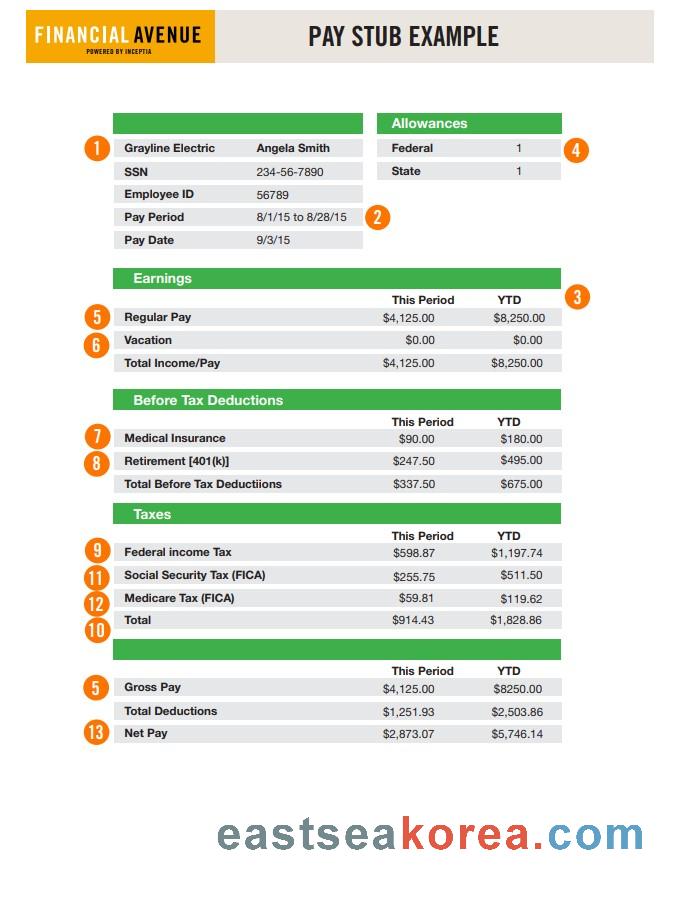 FINANCIAL AVENUE
POWERED BY INCEPTIA
PAY STUB EXAMPLE
1 Grayline Electric Angela Smith
SSN 234-56-7890
Employee ID 56789
Pay Period 8/1/15 to 8/28/15 2
Pay Date 9/3/15
Allowances
Federal 1 4
State 1
Earnings
This Period YTD 3
5 Regular Pay $4,125.00 $8,250.00
6 Vacation $0.00 $0.00
Total Income/Pay $4,125.00 $8,250.00
Before Tax Deductions
This Period YTD
7 Medical Insurance $90.00 $180.00
8 Retirement [401(k)] $247.50 $495.00
Total Before Tax Deductiions $337.50 $675.00
Taxes
This Period YTD
9 Federal income Tax $598.87 $1,197.74
11 Social Security Tax (FICA) $255.75 $511.50
12 Medicare Tax (FICA) $59.81 $119.62
10 Total $914.43 $1,828.86
This Period YTD
5 Gross Pay $4,125.00 $8250.00
Total Deductions $1,251.93 $2,503.86
13 Net Pay $2,873.07 $5,746.14
eastseakorea.com